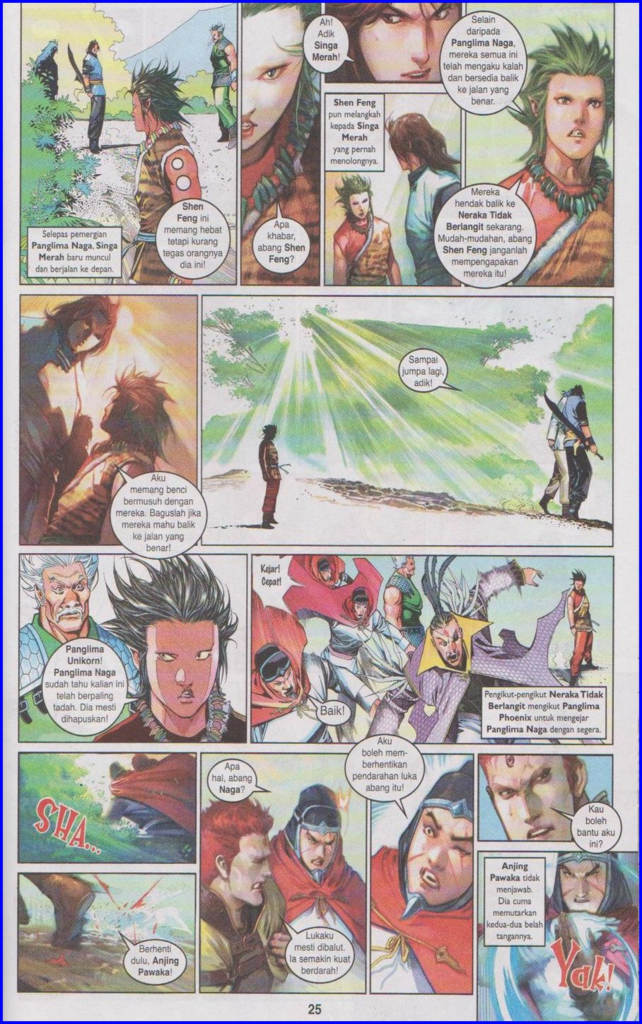 Selepas pemergian
Panglima Naga, Singa
Merah baru muncul
dan berjalan ke depan.
Shen
Feng ini
memang hebat
tetapi kurang
tegas orangnya
dia ini!
Ah!
Adik
Singa
Merah!
Apa
khabar,
abang Shen
Feng?
Shen Feng
pun melangkah
kepada Singa
Merah
yang pernah
menolongnya.
Selain
daripada
Panglima Naga,
mereka semua ini
telah mengaku kalah
dan bersedia balik
ke jalan yang
benar.
Mereka
hendak balik ke
Neraka Tidak
Berlangit sekarang.
Mudah-mudahan, abang
Shen Feng janganlah
mempengapakan
mereka itu!
Aku
memang benci
bermusuh dengan
mereka. Baguslah jika
mereka mahu balik
ke jalan yang
benar!
Sampai
jumpa lagi,
adik!
Panglima
Unikorn!
Panglima Naga
sudah tahu kalian ini
telah berpaling
tadah. Dia mesti
dihapuskan!
Kejar!
Cepat!
Baik!
Pengikut-pengikut Neraka Tidak
Berlangit mengikut Panglima
Phoenix untuk mengejar
Panglima Naga dengan segera.
SHA...
Berhenti
dulu, Anjing
Pawaka!
Apa
hal, abang
Naga?
Lukaku
mesti dibalut.
Ia semakin kuat
berdarah!
Aku
boleh mem-
berhentikan
pendarahan luka
abang itu!
Kau
boleh
bantu aku
ini?
Anjing
Pawaka tidak
menjawab.
Dia cuma
memutarkan
kedua-dua belah
tangannya.
Yak!
25